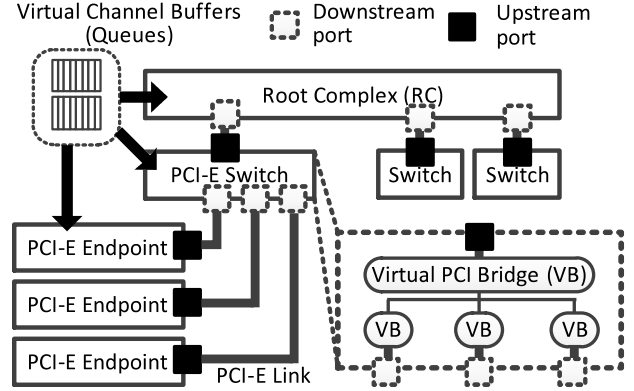 Virtual Channel Buffers
(Queues)
Downstream
port
Upstream
port
Root Complex (RC)
PCI-E Switch
Switch
Switch
PCI-E Endpoint
PCI-E Endpoint
PCI-E Endpoint
PCI-E Link
Virtual PCI Bridge (VB)
VB
VB
VB